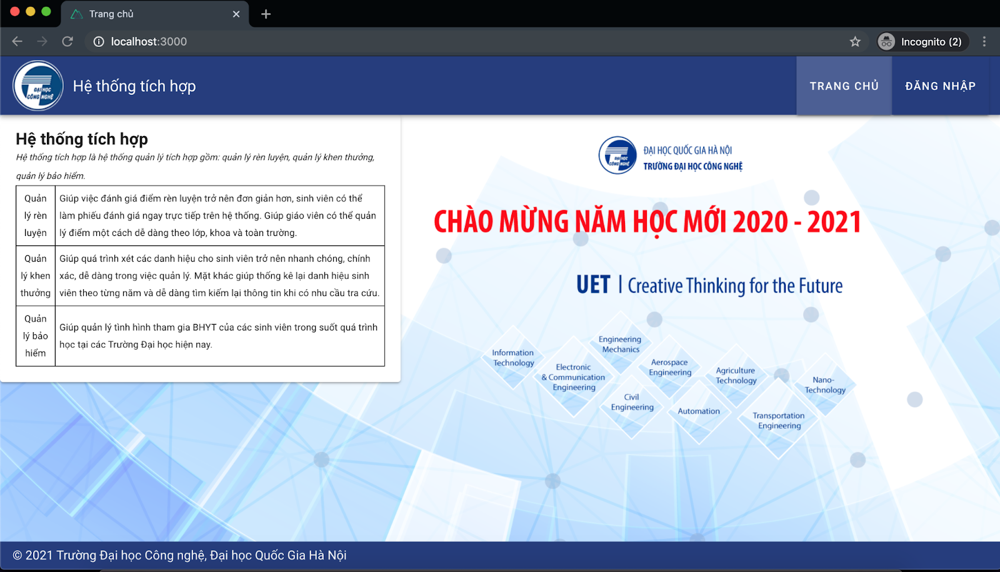 Trang chủ
localhost:3000
Incognito (2)
ĐẠI HỌC
CÔNG NGHỆ
Hệ thống tích hợp
TRANG CHỦ
ĐĂNG NHẬP
Hệ thống tích hợp
Hệ thống tích hợp là hệ thống quản lý tích hợp gồm: quản lý rèn luyện, quản lý khen thưởng,
quản lý bảo hiểm.
Quản
lý rèn
luyện
Giúp việc đánh giá điểm rèn luyện trở nên đơn giản hơn, sinh viên có thể
làm phiếu đánh giá ngay trực tiếp trên hệ thống. Giúp giáo viên có thể quản
lý điểm một cách dễ dàng theo lớp, khoa và toàn trường.
Quản
lý khen
thưởng
Giúp quá trình xét các danh hiệu cho sinh viên trở nên nhanh chóng, chính
xác, dễ dàng trong việc quản lý. Mặt khác giúp thống kê lại danh hiệu sinh
viên theo từng năm và dễ dàng tìm kiếm lại thông tin khi có nhu cầu tra cứu.
Quản
lý bảo
hiểm
Giúp quản lý tình hình tham gia BHYT của các sinh viên trong suốt quá trình
học tại các Trường Đại học hiện nay.
ĐẠI HỌC
CÔNG NGHỆ
ĐẠI HỌC QUỐC GIA HÀ NỘI
TRƯỜNG ĐẠI HỌC CÔNG NGHỆ
CHÀO MỪNG NĂM HỌC MỚI 2020 - 2021
UET | Creative Thinking for the Future
Information
Technology
Electronic
& Communication
Engineering
Engineering
Mechanics
Civil
Engineering
Aerospace
Engineering
Automation
Agriculture
Technology
Transportation
Engineering
Nano-
Technology
© 2021 Trường Đại học Công nghệ, Đại học Quốc Gia Hà Nội